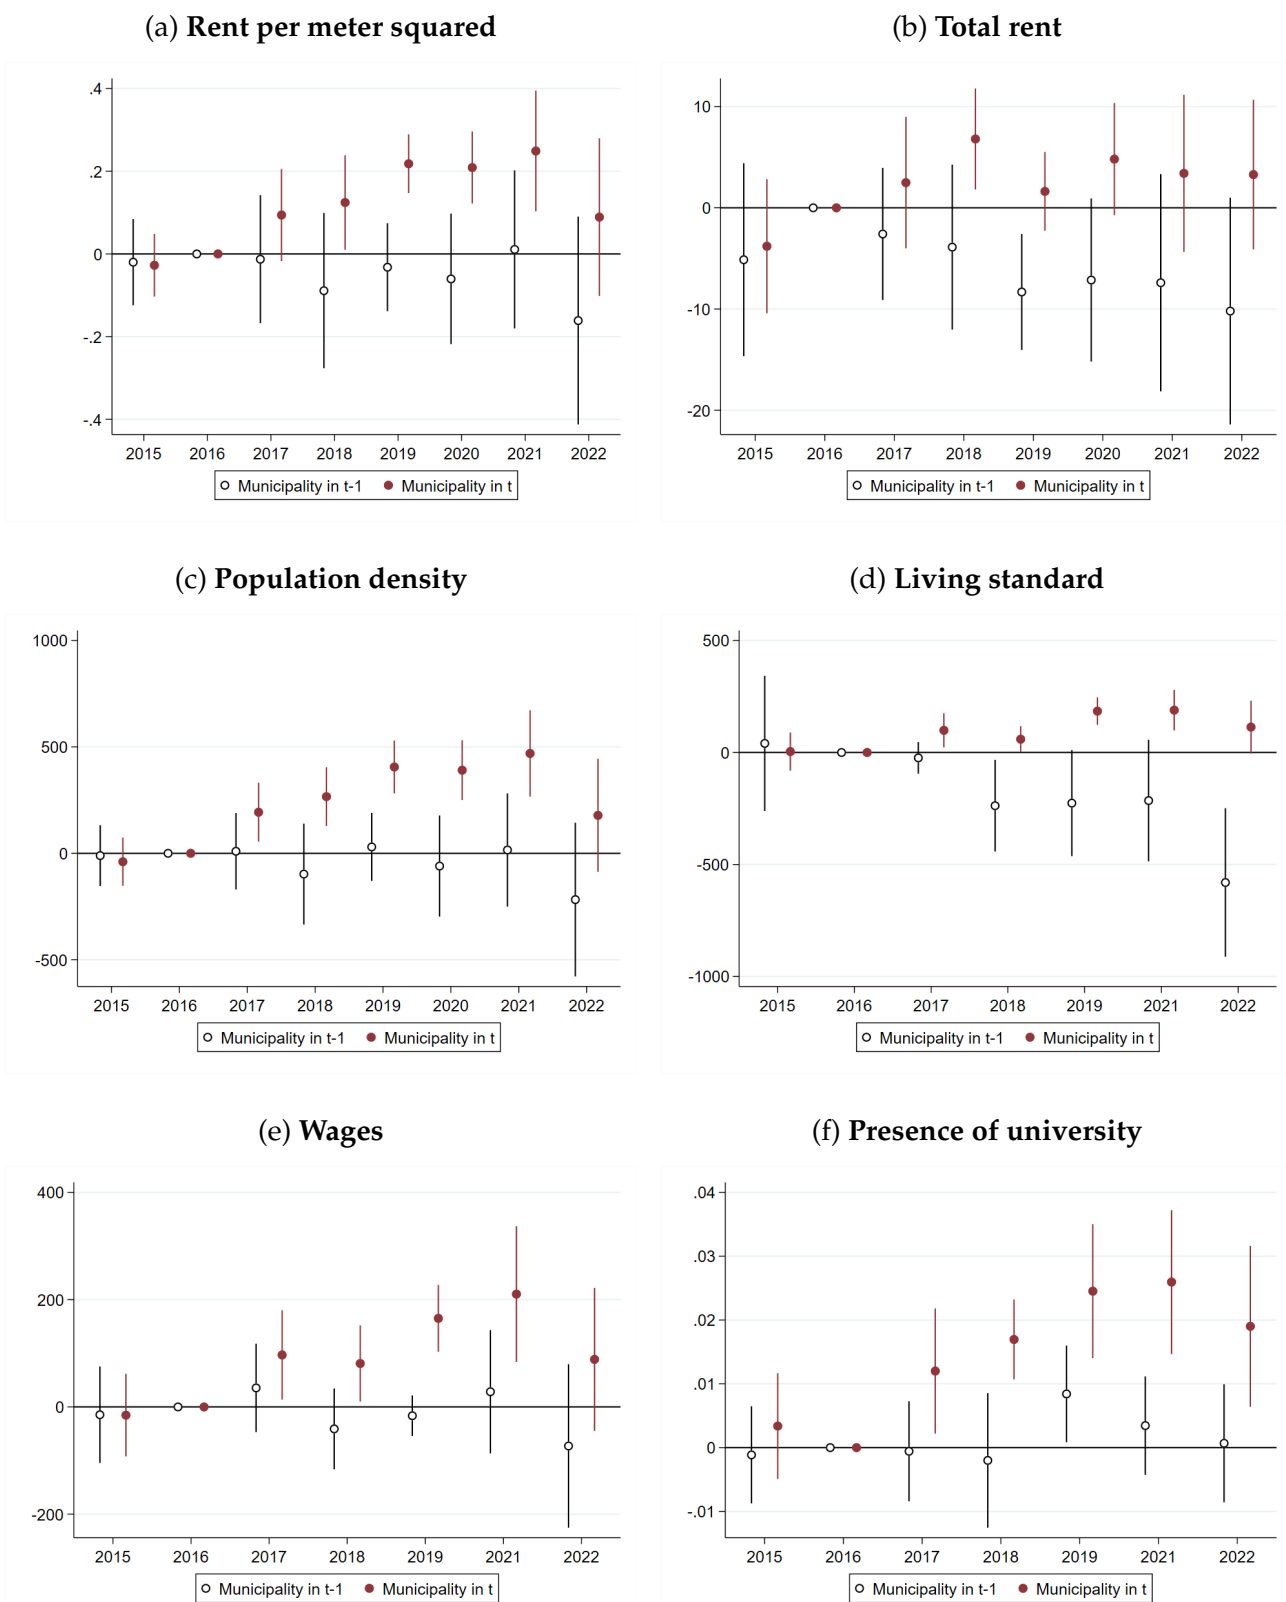 (a) Rent per meter squared
.4
.2
0
-.2
-.4
2015 2016 2017 2018 2019 2020 2021 2022
Municipality in t-1 Municipality in t
(b) Total rent
10
0
-10
-20
2015 2016 2017 2018 2019 2020 2021 2022
Municipality in t-1 Municipality in t
(c) Population density
1000
500
0
-500
2015 2016 2017 2018 2019 2020 2021 2022
Municipality in t-1 Municipality in t
(d) Living standard
500
0
-500
-1000
2015 2016 2017 2018 2019 2021 2022
Municipality in t-1 Municipality in t
(e) Wages
400
200
0
-200
2015 2016 2017 2018 2019 2021 2022
Municipality in t-1 Municipality in t
(f) Presence of university
.04
.03
.02
.01
0
-.01
2015 2016 2017 2018 2019 2021 2022
Municipality in t-1 Municipality in t